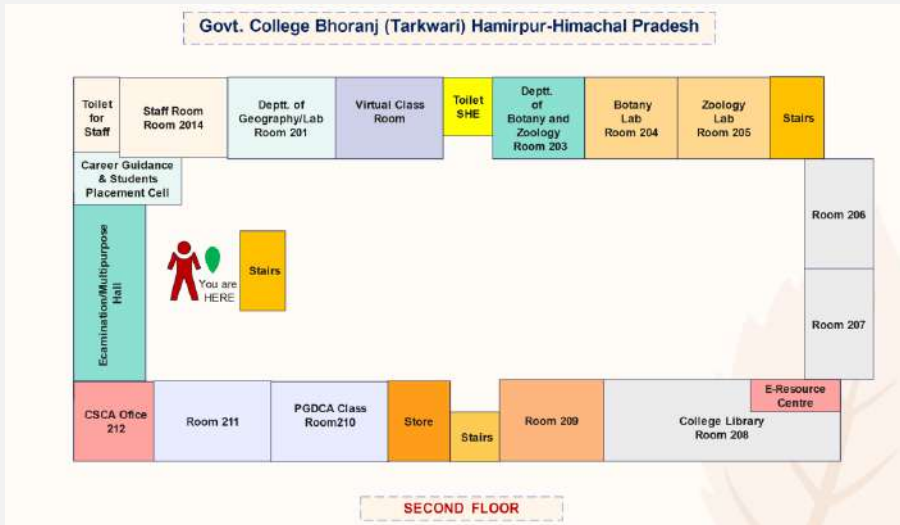 Govt. College Bhoranj (Tarkwari) Hamirpur-Himachal Pradesh
Toilet
for
Staff
Staff Room
Room 2014
Deptt. of
Geography/Lab
Room 201
Virtual Class
Room
Toilet
SHE
Deptt.
of
Botany and
Zoology
Room 203
Botany
Lab
Room 204
Zoology
Lab
Room 205
Stairs
Career Guidance
& Students
Placement Cell
Room 206
Ecamination/Multipurpose
Hall
You are
HERE
Stairs
Room 207
CSCA Ofice
212
Room 211
PGDCA Class
Room210
Store
Stairs
Room 209
E-Resource
Centre
College Library
Room 208
SECOND FLOOR